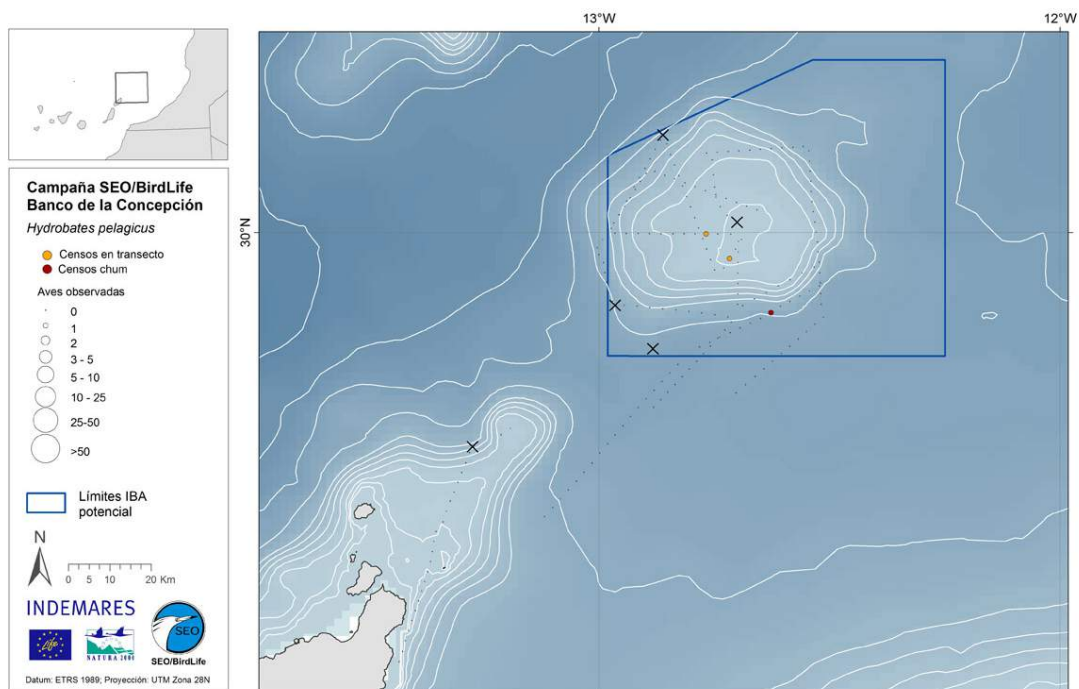 13°W
12°W
30°N
30°N
Campaña SEO/BirdLife
Banco de la Concepción
Hydrobates pelagicus
Censos en transecto
Censos chum
Aves observadas
0
1
2
3 - 5
5 - 10
10 - 25
25-50
>50
Límites IBA
potencial
N
0 5 10 20 Km
INDEMARES
Life
NATURA 2000
SEO
SEO/BirdLife
Datum: ETRS 1989; Proyección: UTM Zona 28N